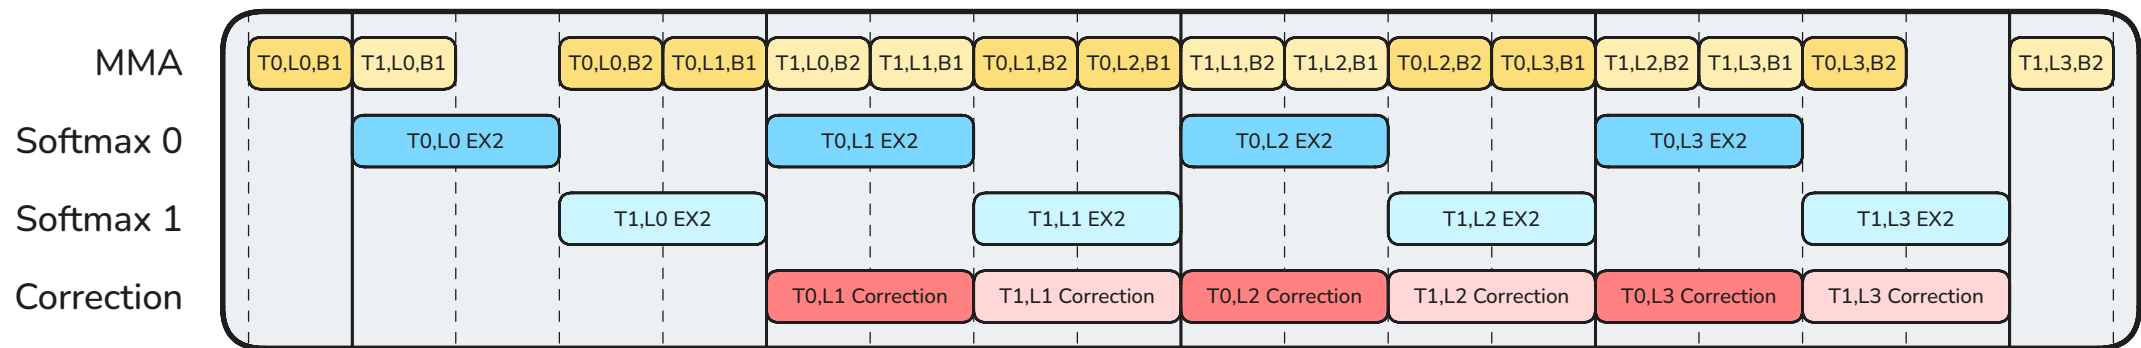 MMA
T0,L0,B1
T1,L0,B1
T0,L0,B2
T0,L1,B1
T1,L0,B2
T1,L1,B1
T0,L1,B2
T0,L2,B1
T1,L1,B2
T1,L2,B1
T0,L2,B2
T0,L3,B1
T1,L2,B2
T1,L3,B1
T0,L3,B2
T1,L3,B2
Softmax 0
T0,L0 EX2
T0,L1 EX2
T0,L2 EX2
T0,L3 EX2
Softmax 1
T1,L0 EX2
T1,L1 EX2
T1,L2 EX2
T1,L3 EX2
Correction
T0,L1 Correction
T1,L1 Correction
T0,L2 Correction
T1,L2 Correction
T0,L3 Correction
T1,L3 Correction